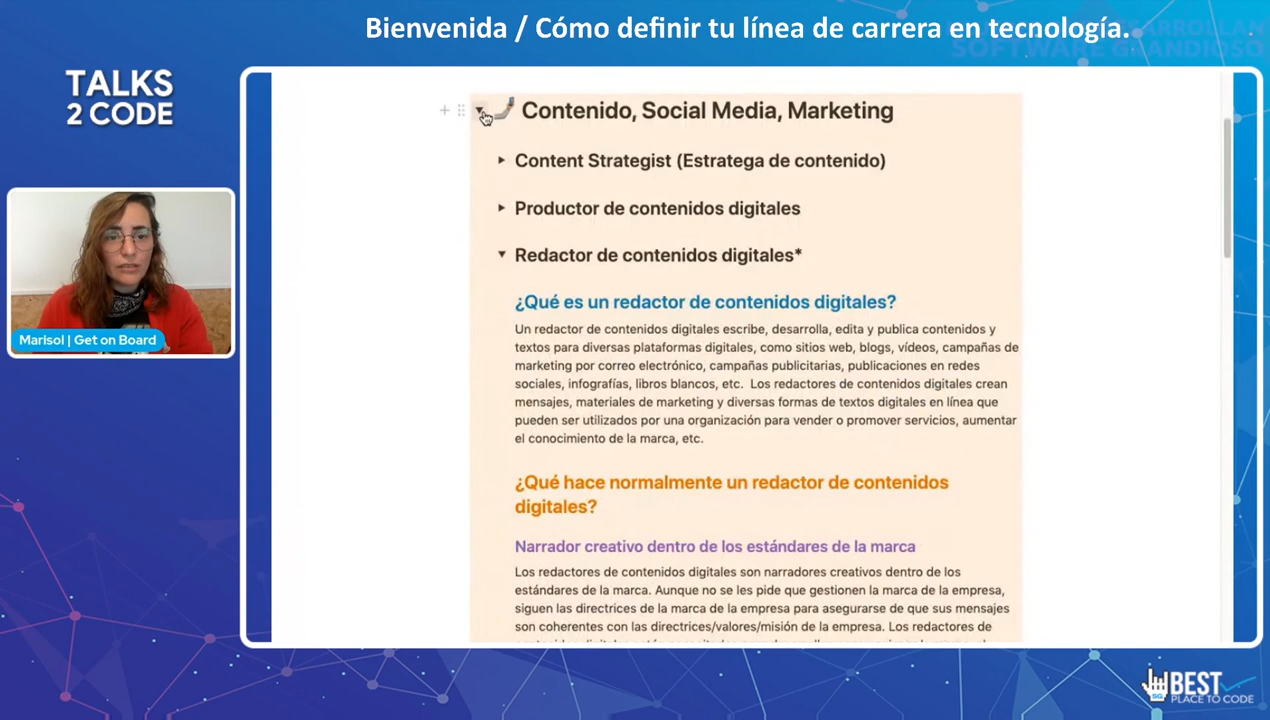 Bienvenida / Cómo definir tu línea de carrera en tecnología.
TALKS
2 CODE
Contenido, Social Media, Marketing
Content Strategist (Estratega de contenido)
Productor de contenidos digitales
Redactor de contenidos digitales*
¿Qué es un redactor de contenidos digitales?
Un redactor de contenidos digitales escribe, desarrolla, edita y publica contenidos y
textos para diversas plataformas digitales, como sitios web, blogs, vídeos, campañas de
marketing por correo electrónico, campañas publicitarias, publicaciones en redes
sociales, infografías, libros blancos, etc. Los redactores de contenidos digitales crean
mensajes, materiales de marketing y diversas formas de textos digitales en línea que
pueden ser utilizados por una organización para vender o promover servicios, aumentar
el conocimiento de la marca, etc.
¿Qué hace normalmente un redactor de contenidos
digitales?
Narrador creativo dentro de los estándares de la marca
Los redactores de contenidos digitales son narradores creativos dentro de los
estándares de la marca. Aunque no se les pide que gestionen la marca de la empresa,
siguen las directrices de la marca de la empresa para asegurarse de que sus mensajes
son coherentes con las directrices/valores/misión de la empresa. Los redactores de
Marisol | Get on Board
SG
BEST
PLACE TO CODE